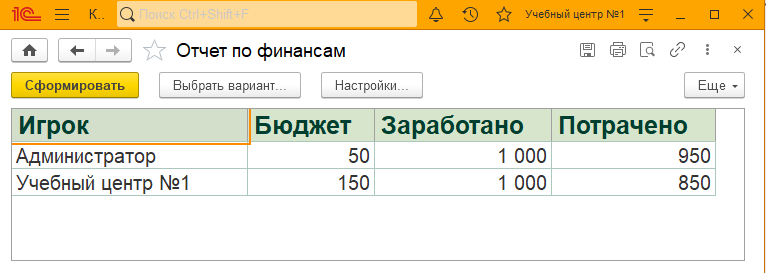 1С К.. Поиск Ctrl+Shift+F Учебный центр №1
Отчет по финансам
Сформировать Выбрать вариант... Настройки... Еще
Игрок Бюджет Заработано Потрачено
Администратор 50 1 000 950
Учебный центр №1 150 1 000 850